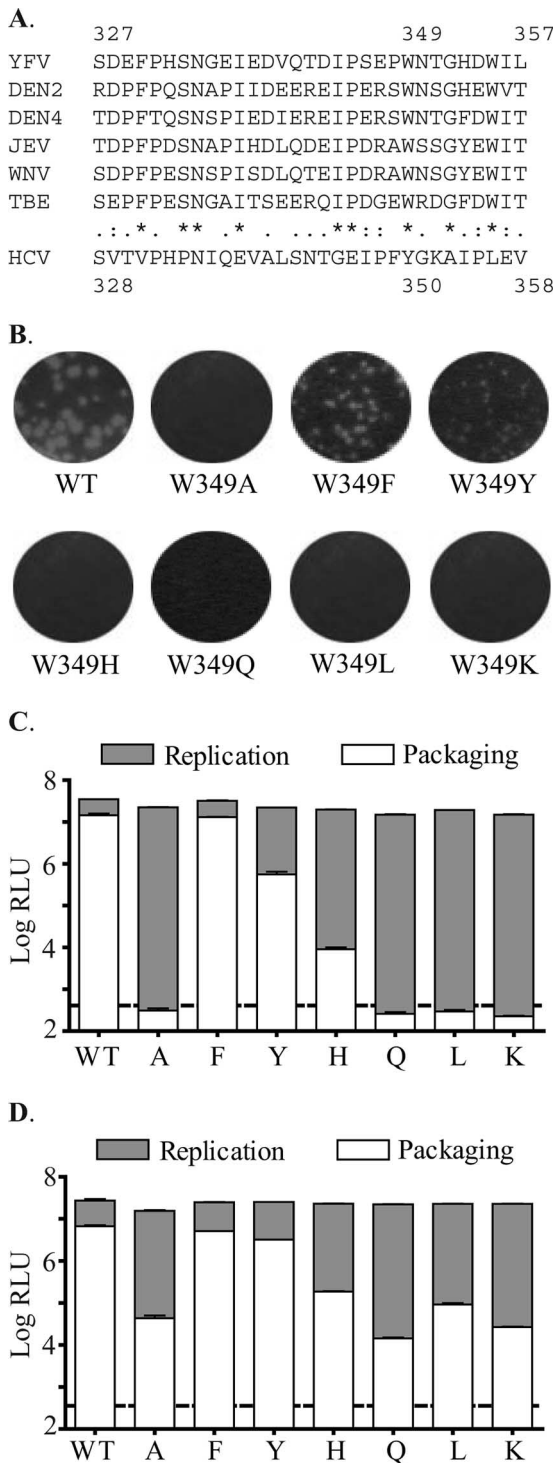 A.
327 349 357
YFV SDEFPHSNGEIEDVQTDIPSEPWNTGHDWIL
DEN2 RDPFPQSNAPIIDEEREIPERSWNSGHEWVT
DEN4 TDPFTQSNSPIEDIEREIPERSWNTGFDWIT
JEV TDPFPDSNAPIHDLQDEIPDRAWSSGYEWIT
WNV SDPFPESNSPISDLQTEIPDRAWNSGYEWIT
TBE SEPFPESNGAITSEERQIPDGEWRDGFDWIT
.:.*. ** .* . ...**:: * . * .*:.
HCV SVTVPHPNIQEVALSNTGEIPFYGKAIPLEV
328 350 358
B.
WT W349A W349F W349Y
W349H W349Q W349L W349K
C.
Replication Packaging
Log RLU
8
6
4
2
WT A F Y H Q L K
D.
Replication Packaging
Log RLU
8
6
4
2
WT A F Y H Q L K